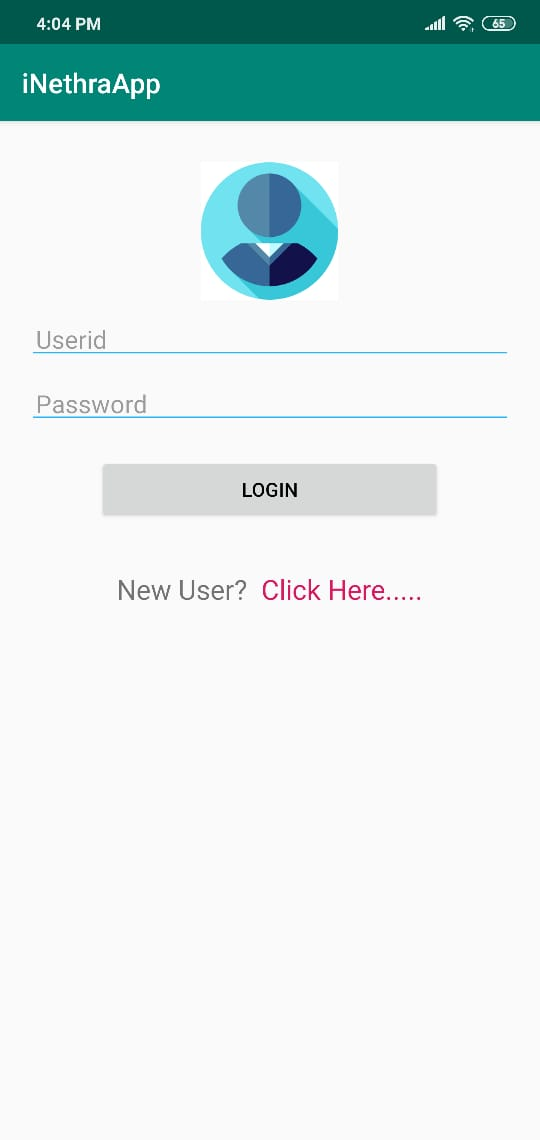 4:04 PM 65
iNethraApp
Userid
Password
LOGIN
New User? Click Here.....